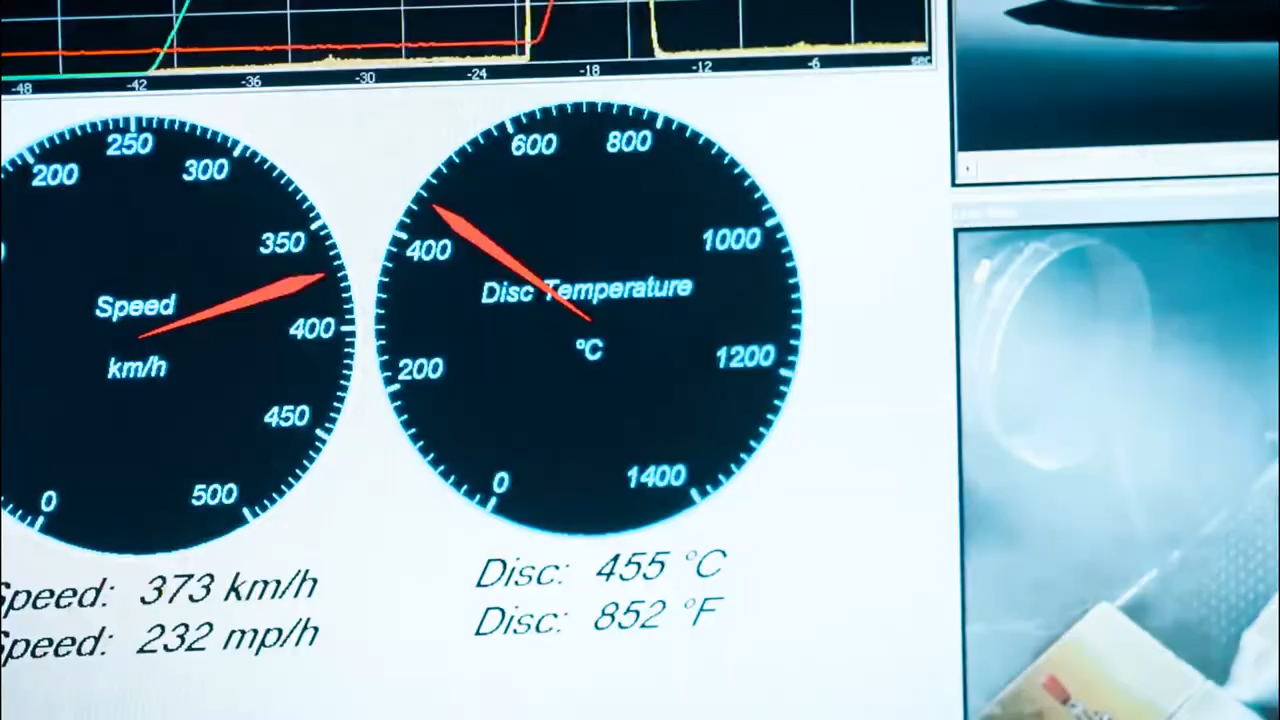 -48 -42 -36 -30 -24 -18 -12 -6 sec
200 250 300 350 400 450 500 0
Speed
km/h
0 200 400 600 800 1000 1200 1400
Disc Temperature
°C
Speed: 373 km/h
Speed: 232 mp/h
Disc: 455 °C
Disc: 852 °F